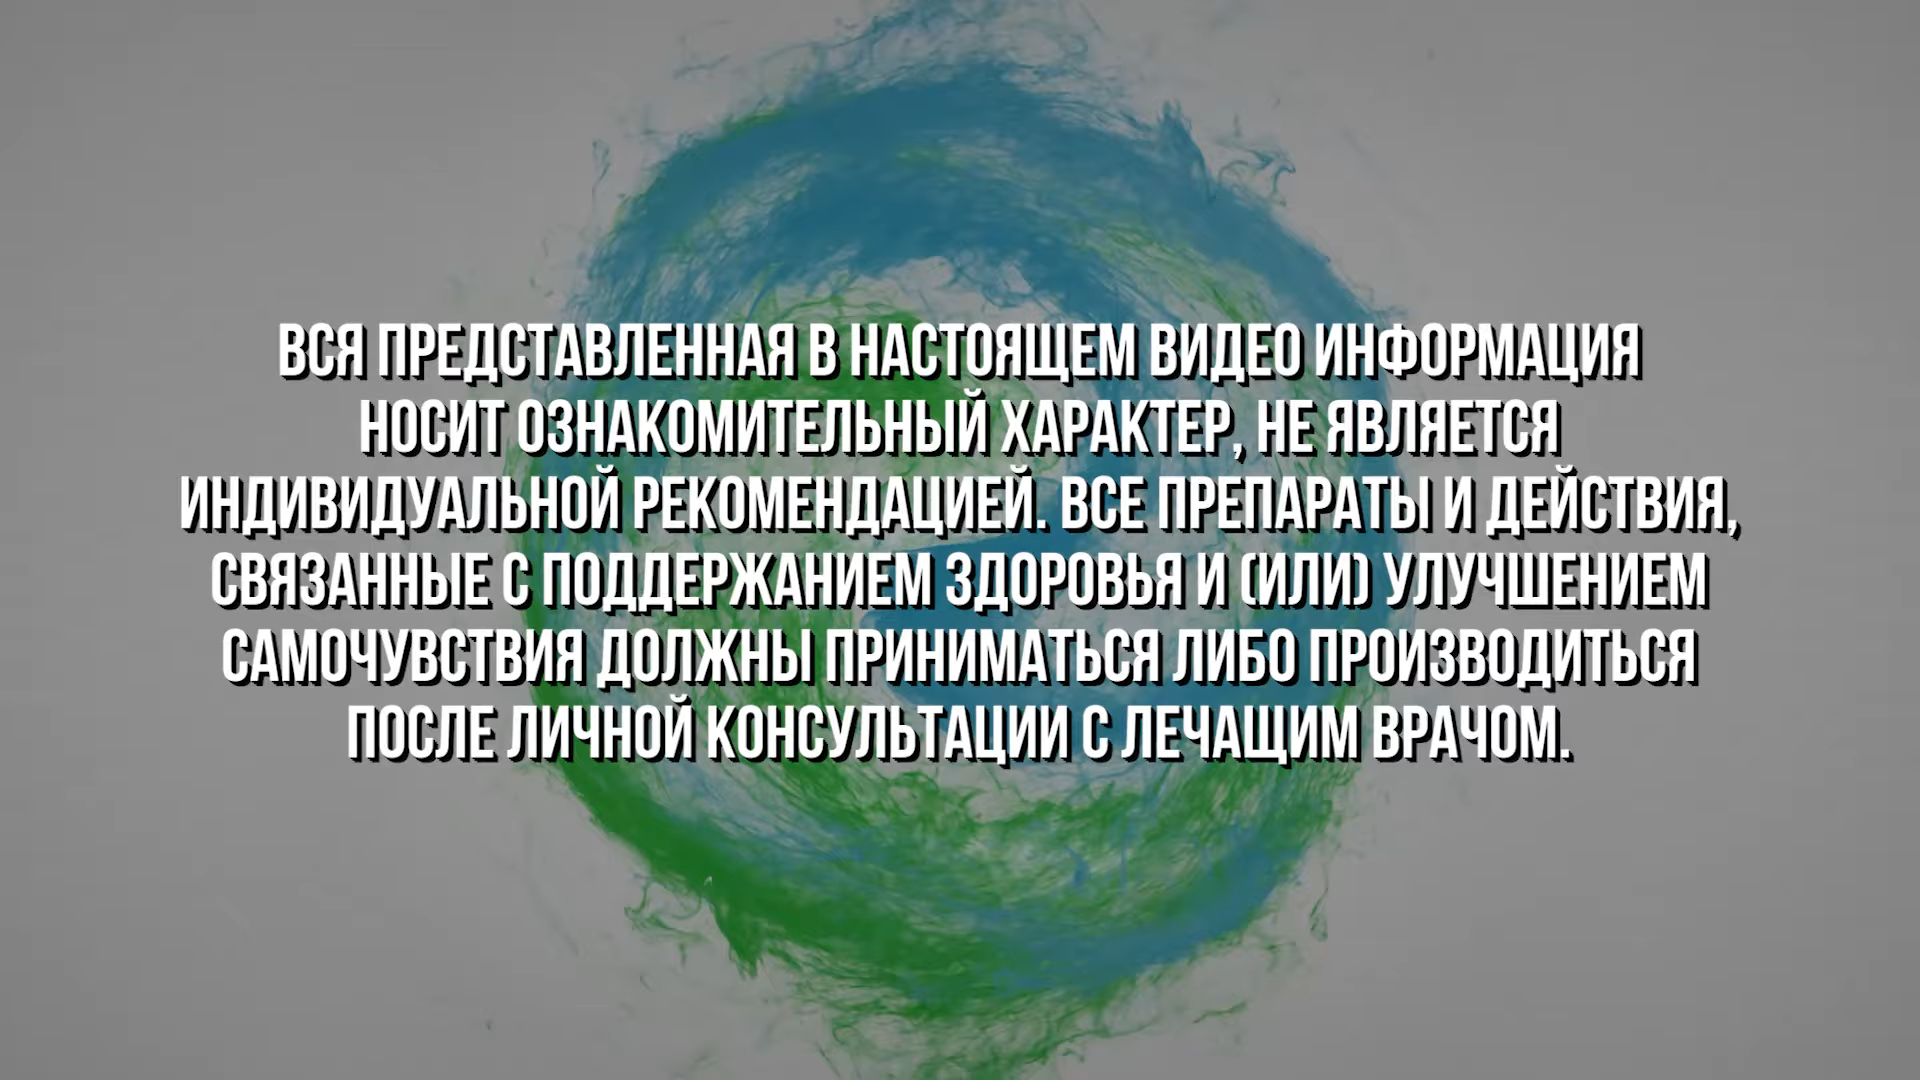 ВСЯ ПРЕДСТАВЛЕННАЯ В НАСТОЯЩЕМ ВИДЕО ИНФОРМАЦИЯ
НОСИТ ОЗНАКОМИТЕЛЬНЫЙ ХАРАКТЕР, НЕ ЯВЛЯЕТСЯ
ИНДИВИДУАЛЬНОЙ РЕКОМЕНДАЦИЕЙ. ВСЕ ПРЕПАРАТЫ И ДЕЙСТВИЯ,
СВЯЗАННЫЕ С ПОДДЕРЖАНИЕМ ЗДОРОВЬЯ И (ИЛИ) УЛУЧШЕНИЕМ
САМОЧУВСТВИЯ ДОЛЖНЫ ПРИНИМАТЬСЯ ЛИБО ПРОИЗВОДИТЬСЯ
ПОСЛЕ ЛИЧНОЙ КОНСУЛЬТАЦИИ С ЛЕЧАЩИМ ВРАЧОМ.